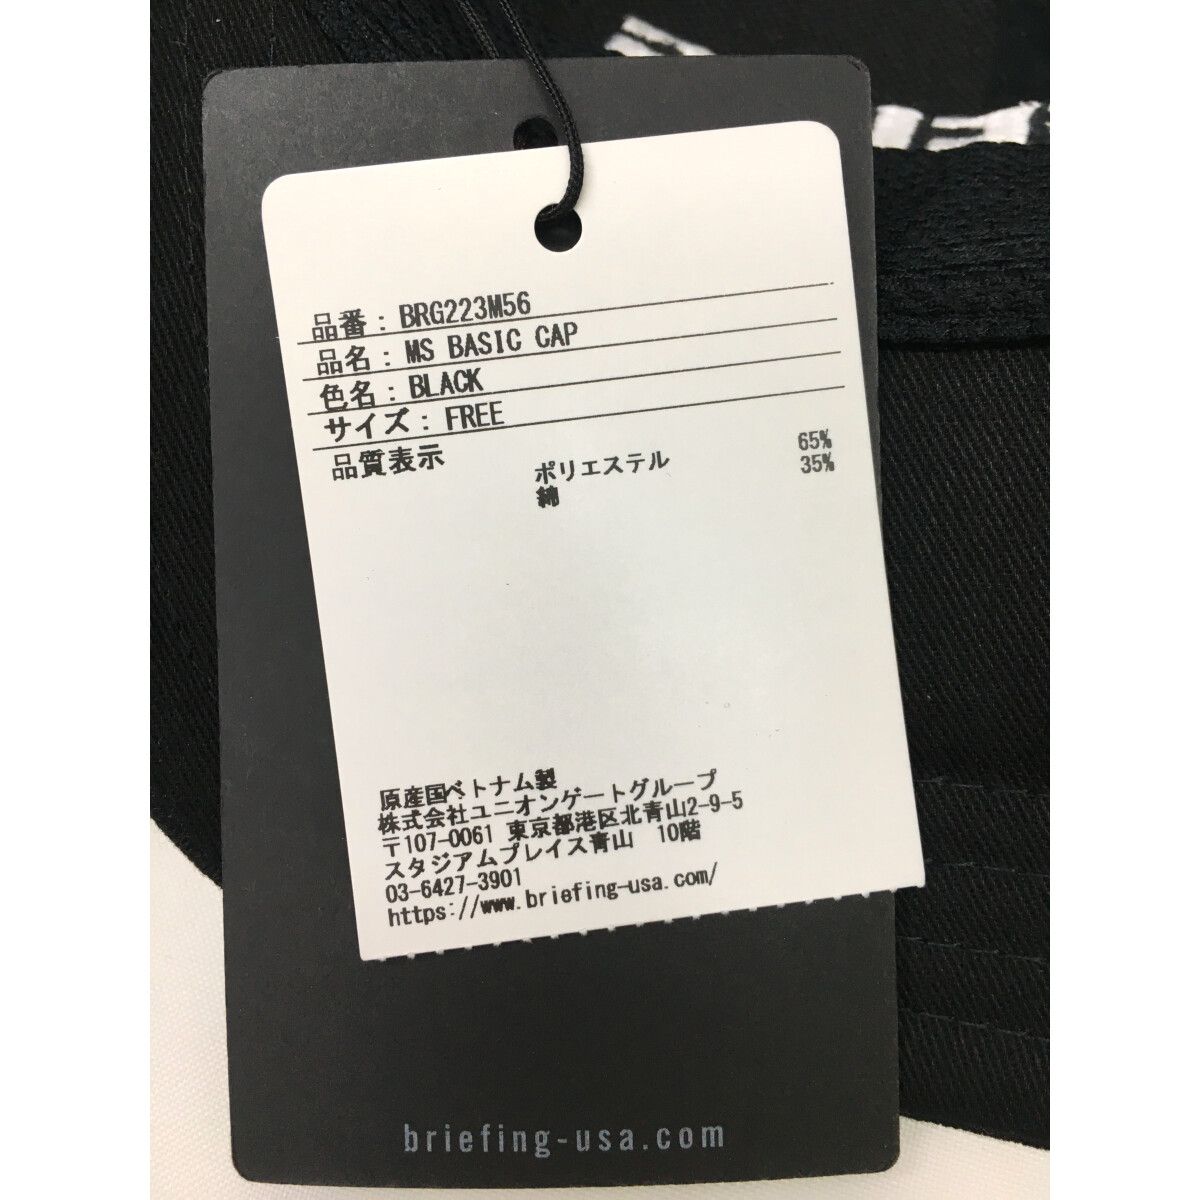 品番: BRG223M56
品名: MS BASIC CAP
色名: BLACK
サイズ: FREE
品質表示
ポリエステル 65%
綿 35%
原産国ベトナム製
株式会社ユニオンゲートグループ
〒107-0061 東京都港区北青山2-9-5
スタジアムプレイス青山 10階
03-6427-3901
https://www.briefing-usa.com/
briefing-usa.com